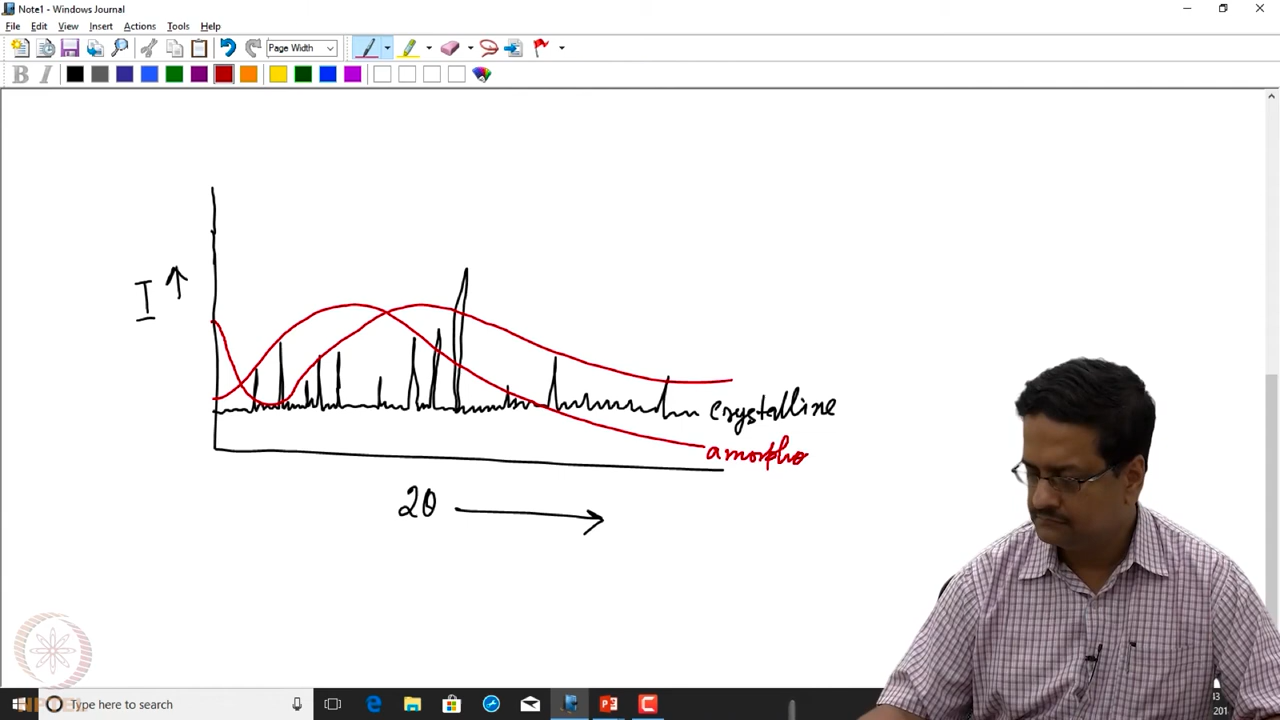 Note1 - Windows Journal
File Edit View Insert Actions Tools Help
Page Width
B I
I ↑
crystalline
amorpho
2θ →
Type here to search